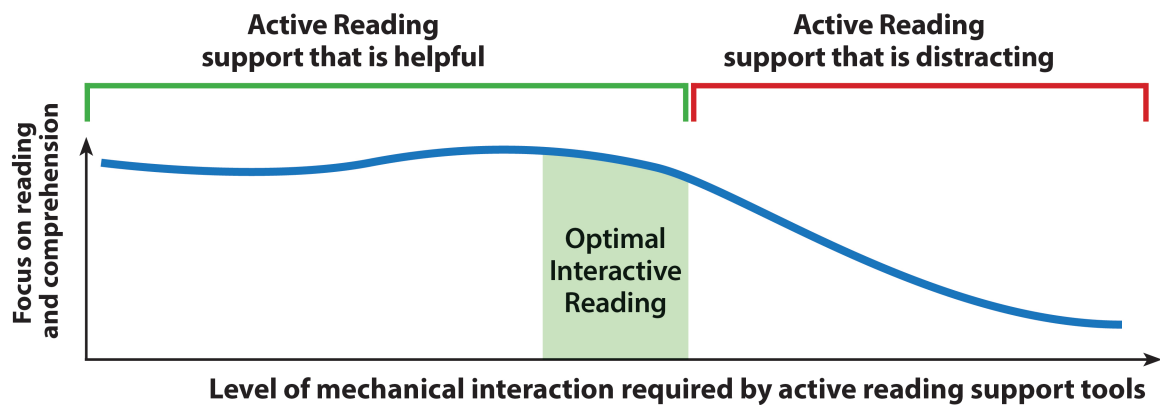 Active Reading
support that is helpful
Active Reading
support that is distracting
Focus on reading
and comprehension
Optimal
Interactive
Reading
Level of mechanical interaction required by active reading support tools